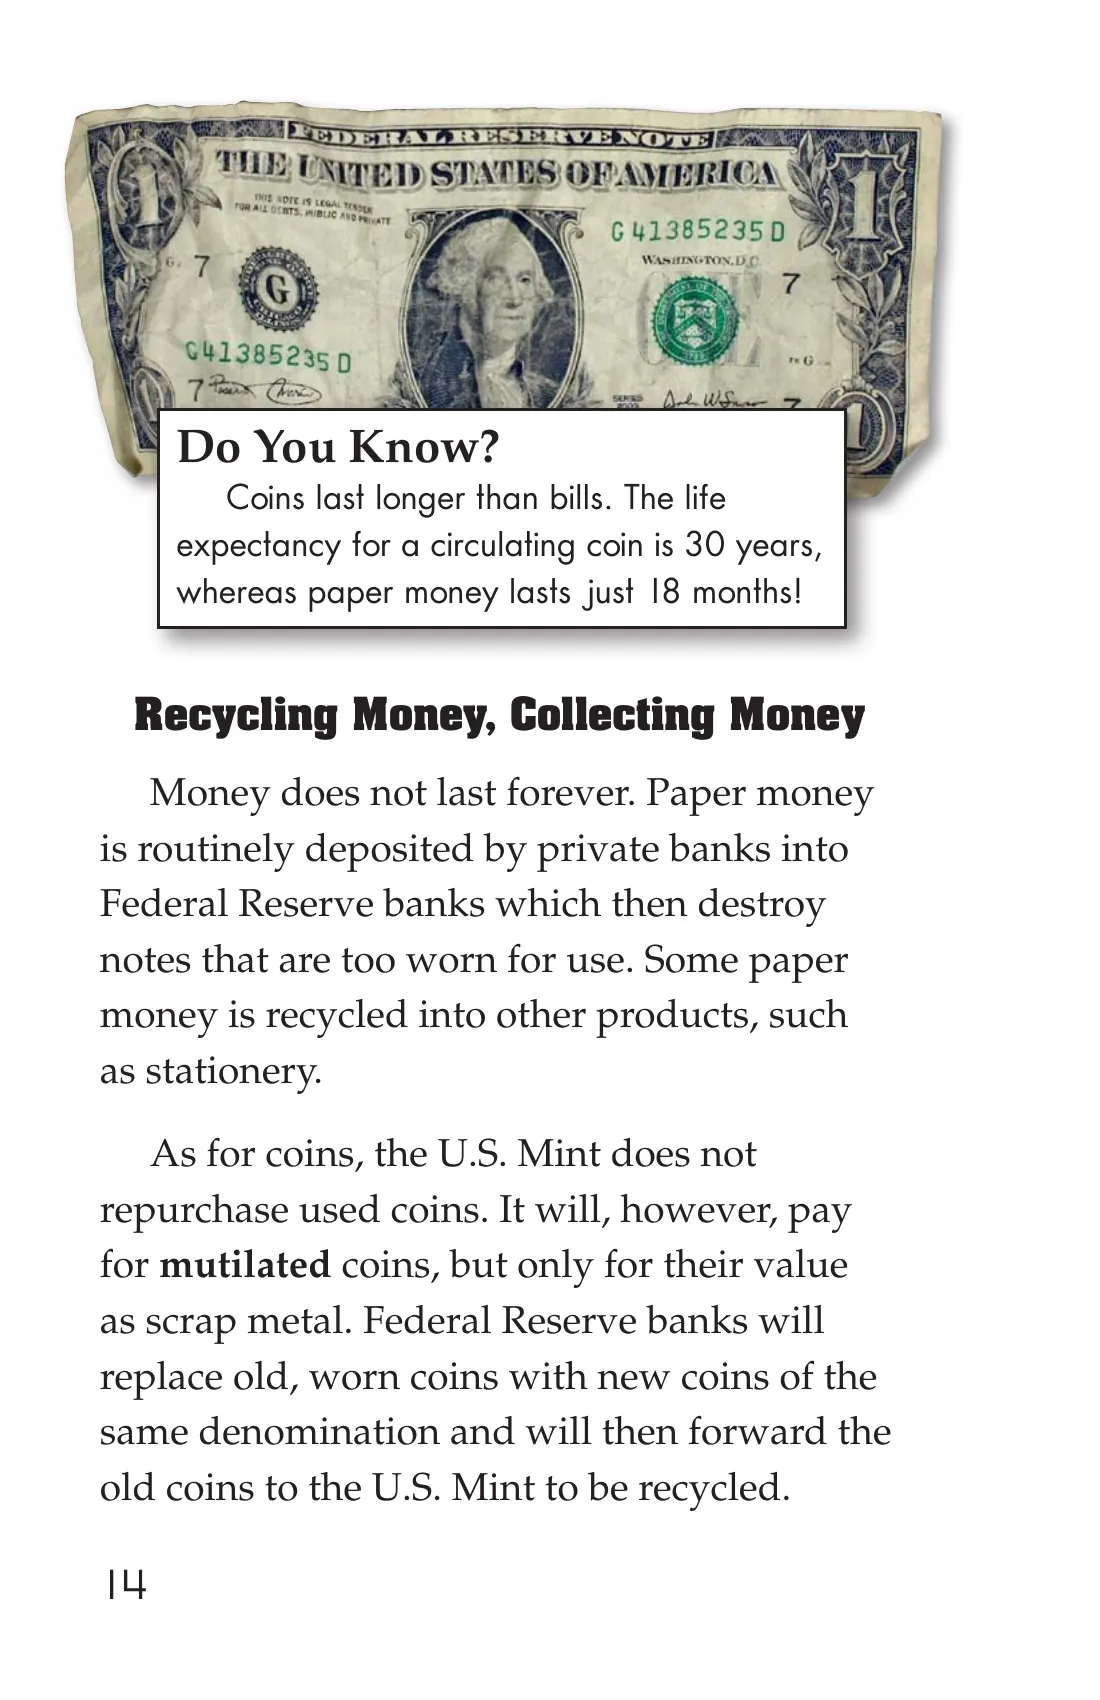 FEDERAL RESERVE NOTE
THE UNITED STATES OF AMERICA
THIS NOTE IS LEGAL TENDER
FOR ALL DEBTS, PUBLIC AND PRIVATE
G 41385235 D
WASHINGTON, D.C.
1
1
7
G
7
G 41385235 D
7
SERIES
7
1
Do You Know?
Coins last longer than bills. The life
expectancy for a circulating coin is 30 years,
whereas paper money lasts just 18 months!
Recycling Money, Collecting Money
Money does not last forever. Paper money
is routinely deposited by private banks into
Federal Reserve banks which then destroy
notes that are too worn for use. Some paper
money is recycled into other products, such
as stationery.
As for coins, the U.S. Mint does not
repurchase used coins. It will, however, pay
for mutilated coins, but only for their value
as scrap metal. Federal Reserve banks will
replace old, worn coins with new coins of the
same denomination and will then forward the
old coins to the U.S. Mint to be recycled.
14